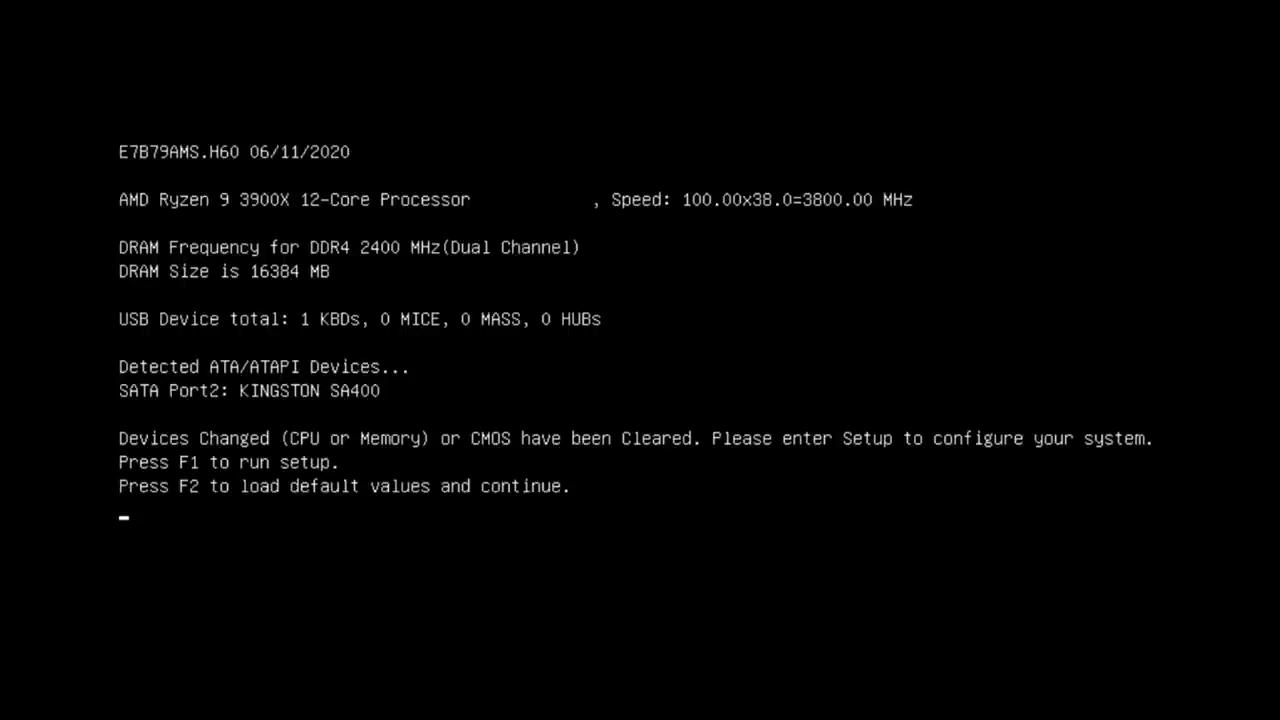 E7B79AMS.H60 06/11/2020
AMD Ryzen 9 3900X 12-Core Processor , Speed: 100.00x38.0=3800.00 MHz
DRAM Frequency for DDR4 2400 MHz(Dual Channel)
DRAM Size is 16384 MB
USB Device total: 1 KBDs, 0 MICE, 0 MASS, 0 HUBs
Detected ATA/ATAPI Devices...
SATA Port2: KINGSTON SA400
Devices Changed (CPU or Memory) or CMOS have been Cleared. Please enter Setup to configure your system.
Press F1 to run setup.
Press F2 to load default values and continue.